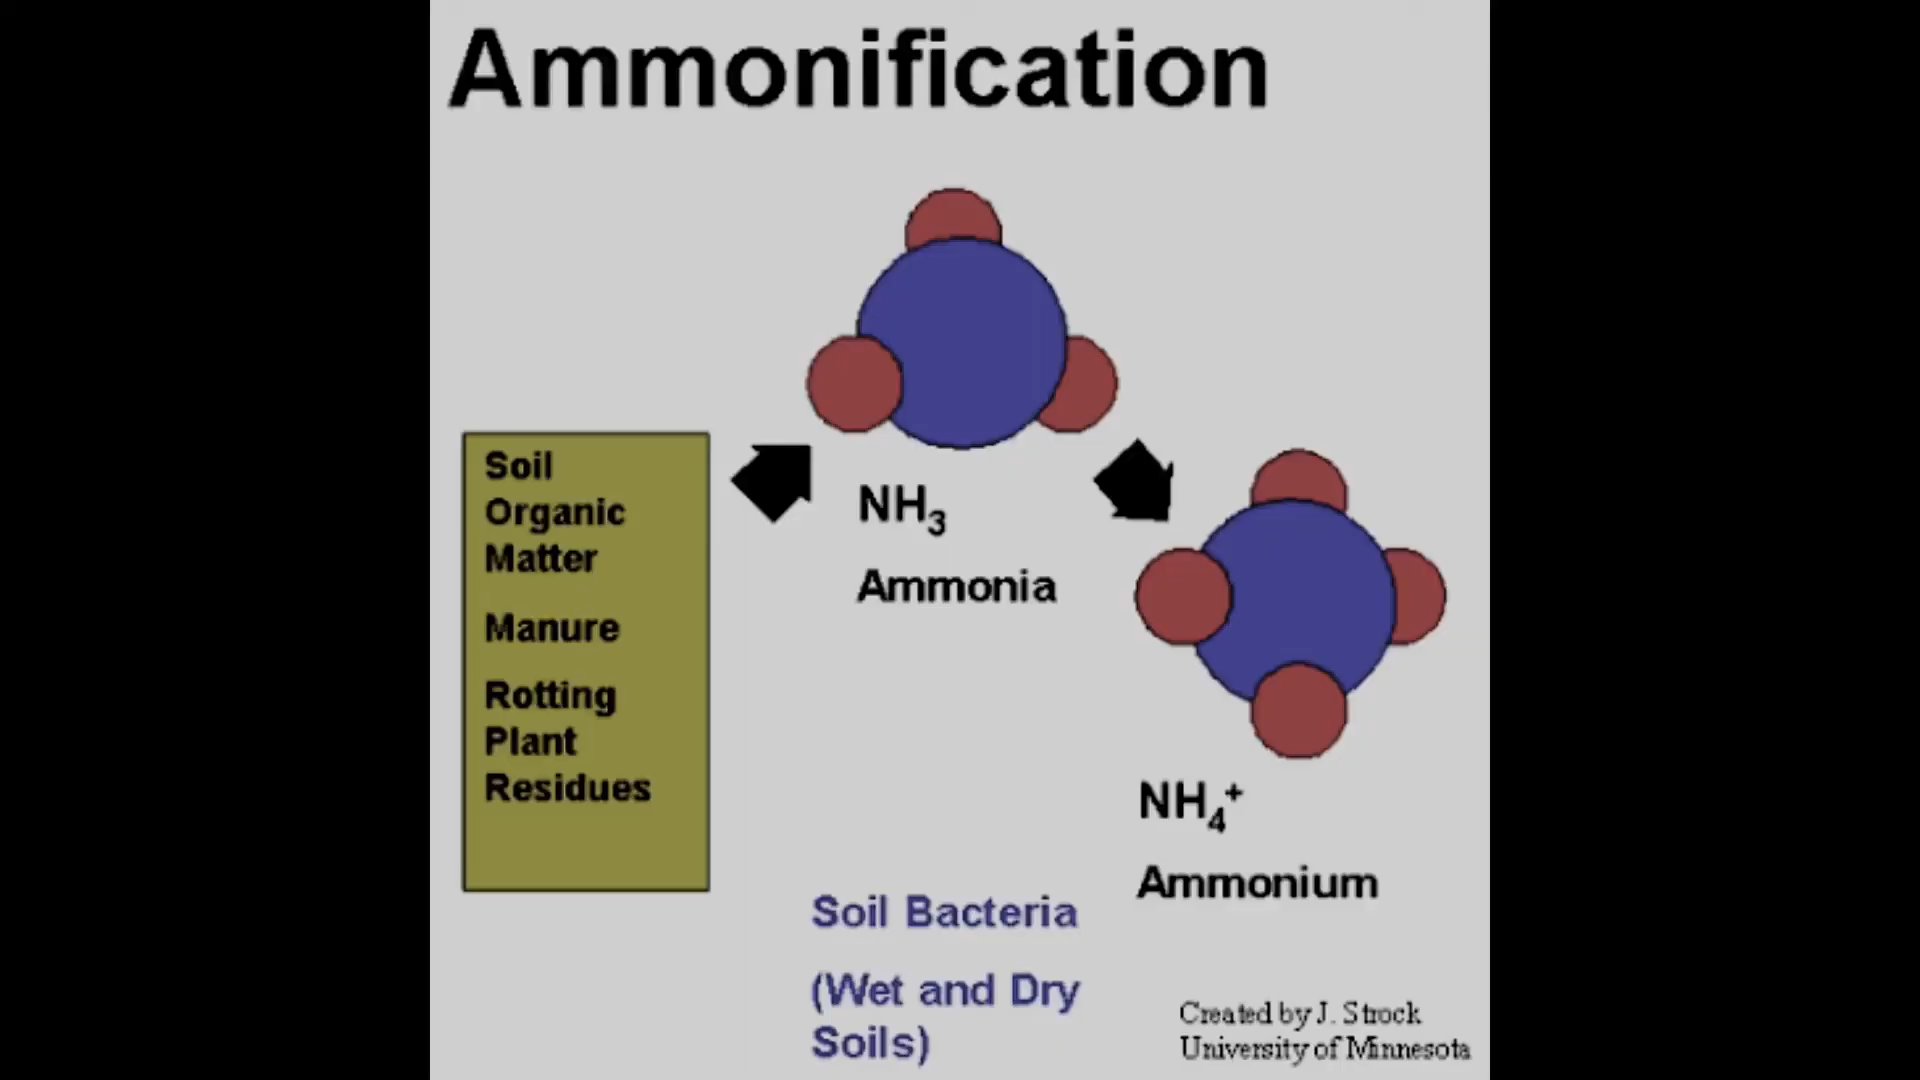 Ammonification
Soil
Organic
Matter
Manure
Rotting
Plant
Residues
NH₃
Ammonia
NH₄⁺
Ammonium
Soil Bacteria
(Wet and Dry
Soils)
Created by J. Strock
University of Minnesota